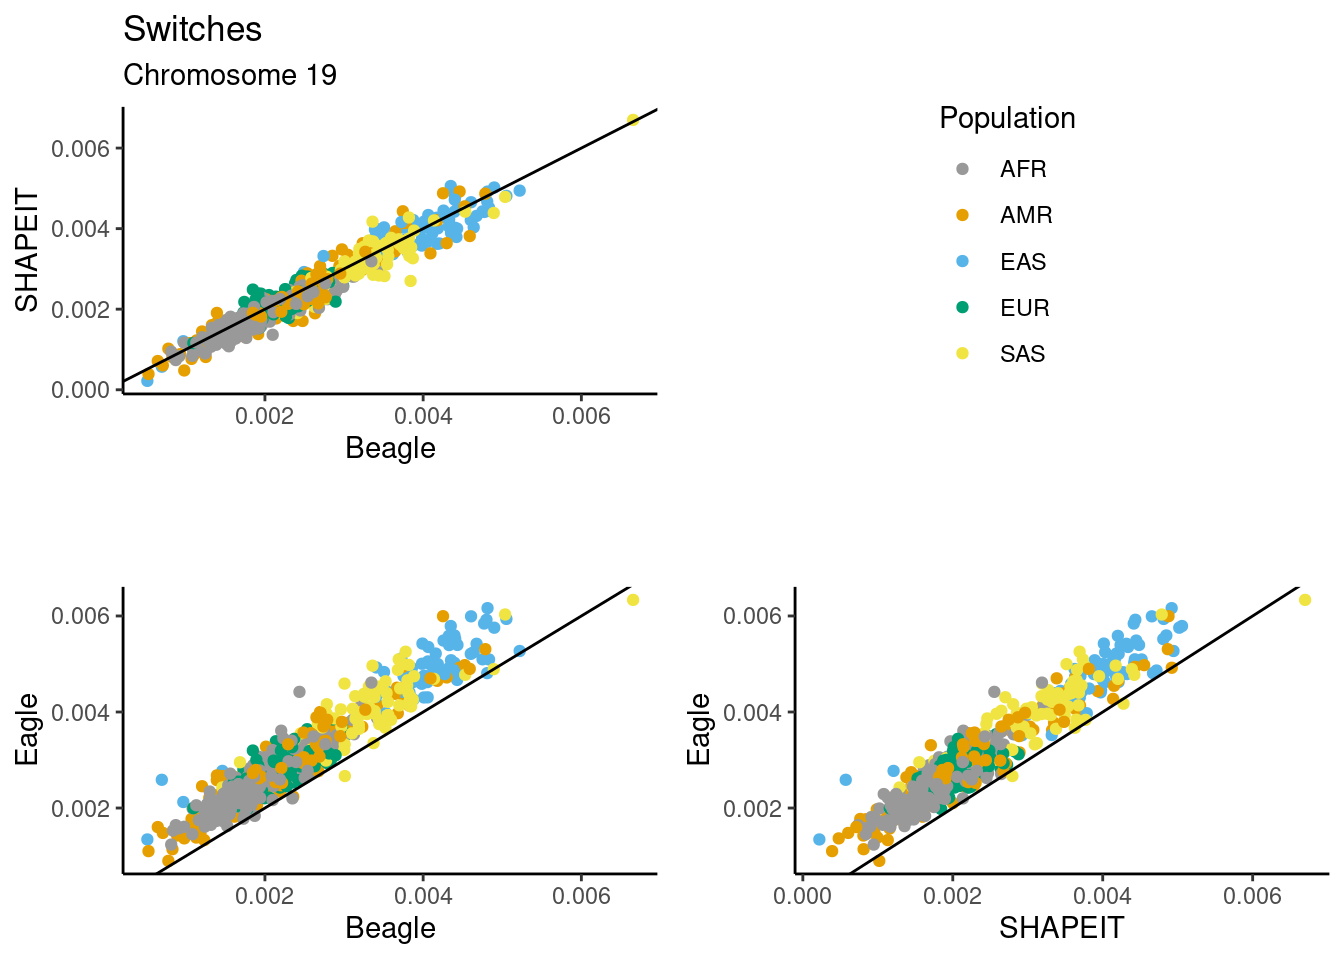 Switches
Chromosome 19
SHAPEIT
0.006
0.004
0.002
0.000
0.002 0.004 0.006
Beagle
Population
AFR
AMR
EAS
EUR
SAS
Eagle
0.006
0.004
0.002
0.002 0.004 0.006
Beagle
Eagle
0.006
0.004
0.002
0.000 0.002 0.004 0.006
SHAPEIT